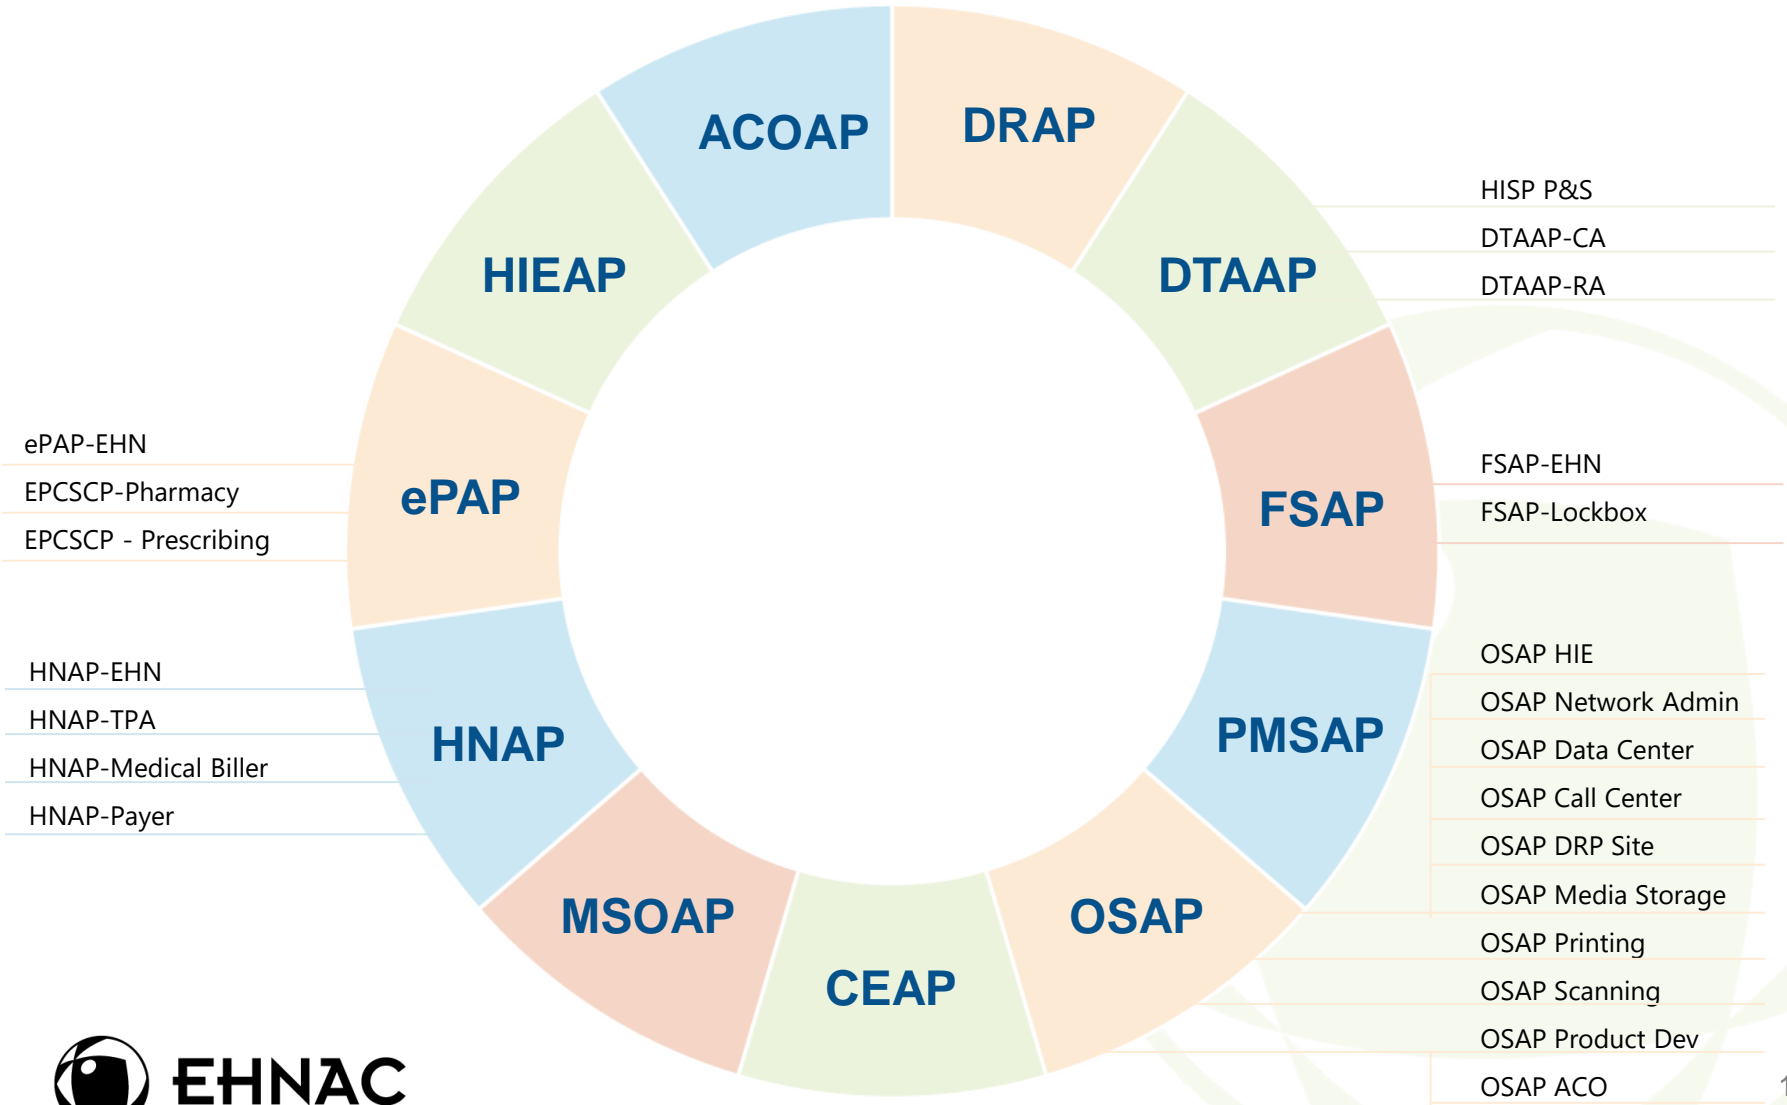 ACOAP
DRAP
HIEAP
DTAAP
HISP P&S
DTAAP-CA
DTAAP-RA
ePAP-EHN
EPCSCP-Pharmacy
EPCSCP - Prescribing
ePAP
FSAP
FSAP-EHN
FSAP-Lockbox
HNAP-EHN
HNAP-TPA
HNAP-Medical Biller
HNAP-Payer
HNAP
PMSAP
OSAP HIE
OSAP Network Admin
OSAP Data Center
OSAP Call Center
OSAP DRP Site
OSAP Media Storage
OSAP Printing
OSAP Scanning
OSAP Product Dev
OSAP ACO
MSOAP
OSAP
CEAP
EHNAC